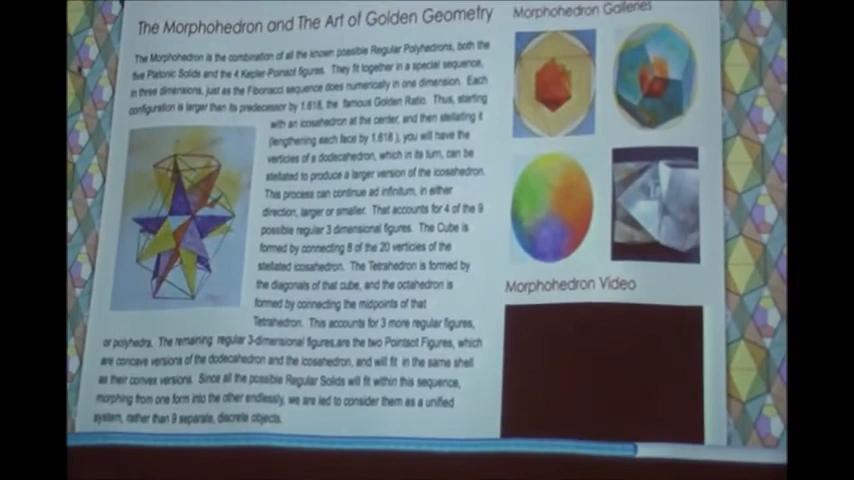 The Morphohedron and The Art of Golden Geometry
The Morphohedron is the combination of all the known possible Regular Polyhedrons, both the
five Platonic Solids and the 4 Kepler-Poinsot figures. They fit together in a special sequence,
in three dimensions, just as the Fibonacci sequence does numerically in one dimension. Each
configuration is larger than its predecessor by 1.618, the famous Golden Ratio. Thus, starting
with an icosahedron at the center, and then stellating it
(lengthening each face by 1.618 ), you will have the
verticies of a dodecahedron, which in its turn, can be
stellated to produce a larger version of the icosahedron.
This process can continue ad infinitum, in either
direction, larger or smaller. That accounts for 4 of the 9
possible regular 3 dimensional figures. The Cube is
formed by connecting 8 of the 20 verticies of the
stellated icosahedron. The Tetrahedron is formed by
the diagonals of that cube, and the octahedron is
formed by connecting the midpoints of that
Tetrahedron. This accounts for 3 more regular figures,
or polyhedra. The remaining regular 3-dimensional figures,are the two Pointsot Figures, which
are concave versions of the dodecahedron and the icosahedron, and will fit in the same shell
as their convex versions. Since all the possible Regular Solids will fit within this sequence,
morphing from one form into the other endlessly, we are led to consider them as a unified
system, rather than 9 separate, discrete objects.
Morphohedron Galleries
Morphohedron Video